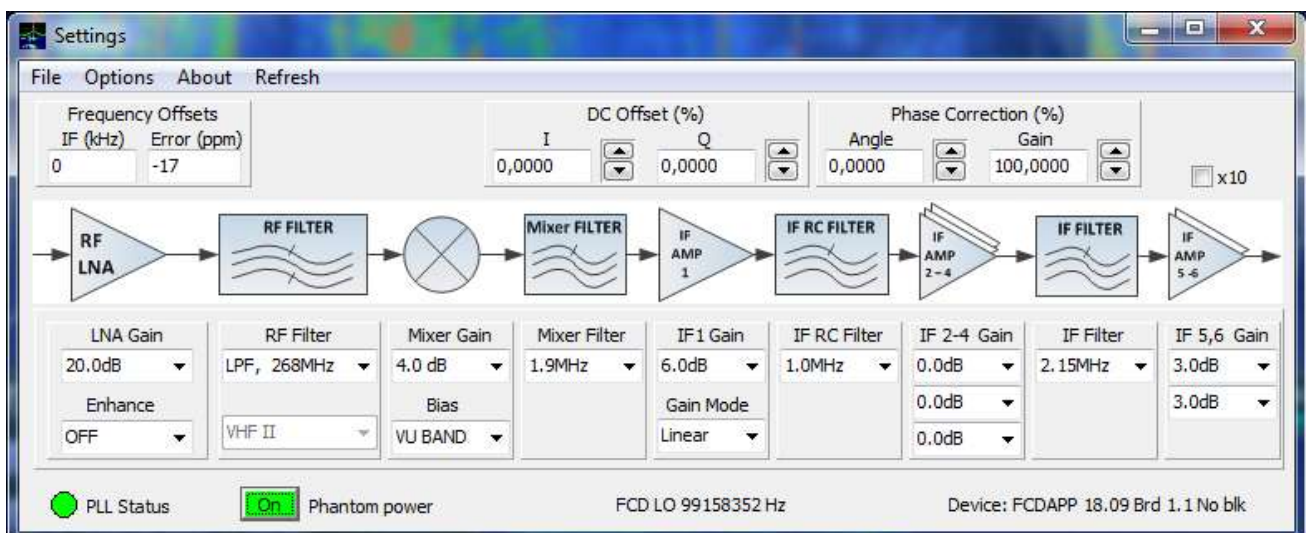 Settings
File Options About Refresh
Frequency Offsets DC Offset (%) Phase Correction (%)
IF (kHz) Error (ppm) I Q Angle Gain
0 -17 0,0000 0,0000 0,0000 100,0000 x10
RF LNA
RF FILTER
Mixer FILTER
IF AMP 1
IF RC FILTER
IF AMP 2-4
IF FILTER
IF AMP 5-6
LNA Gain RF Filter Mixer Gain Mixer Filter IF1 Gain IF RC Filter IF 2-4 Gain IF Filter IF 5,6 Gain
20.0dB LPF, 268MHz 4.0 dB 1.9MHz 6.0dB 1.0MHz 0.0dB 2.15MHz 3.0dB
Enhance Bias Gain Mode 0.0dB 3.0dB
OFF VHF II VU BAND Linear 0.0dB
PLL Status On Phantom power FCD LO 99158352 Hz Device: FCDAPP 18.09 Brd 1.1 No blk